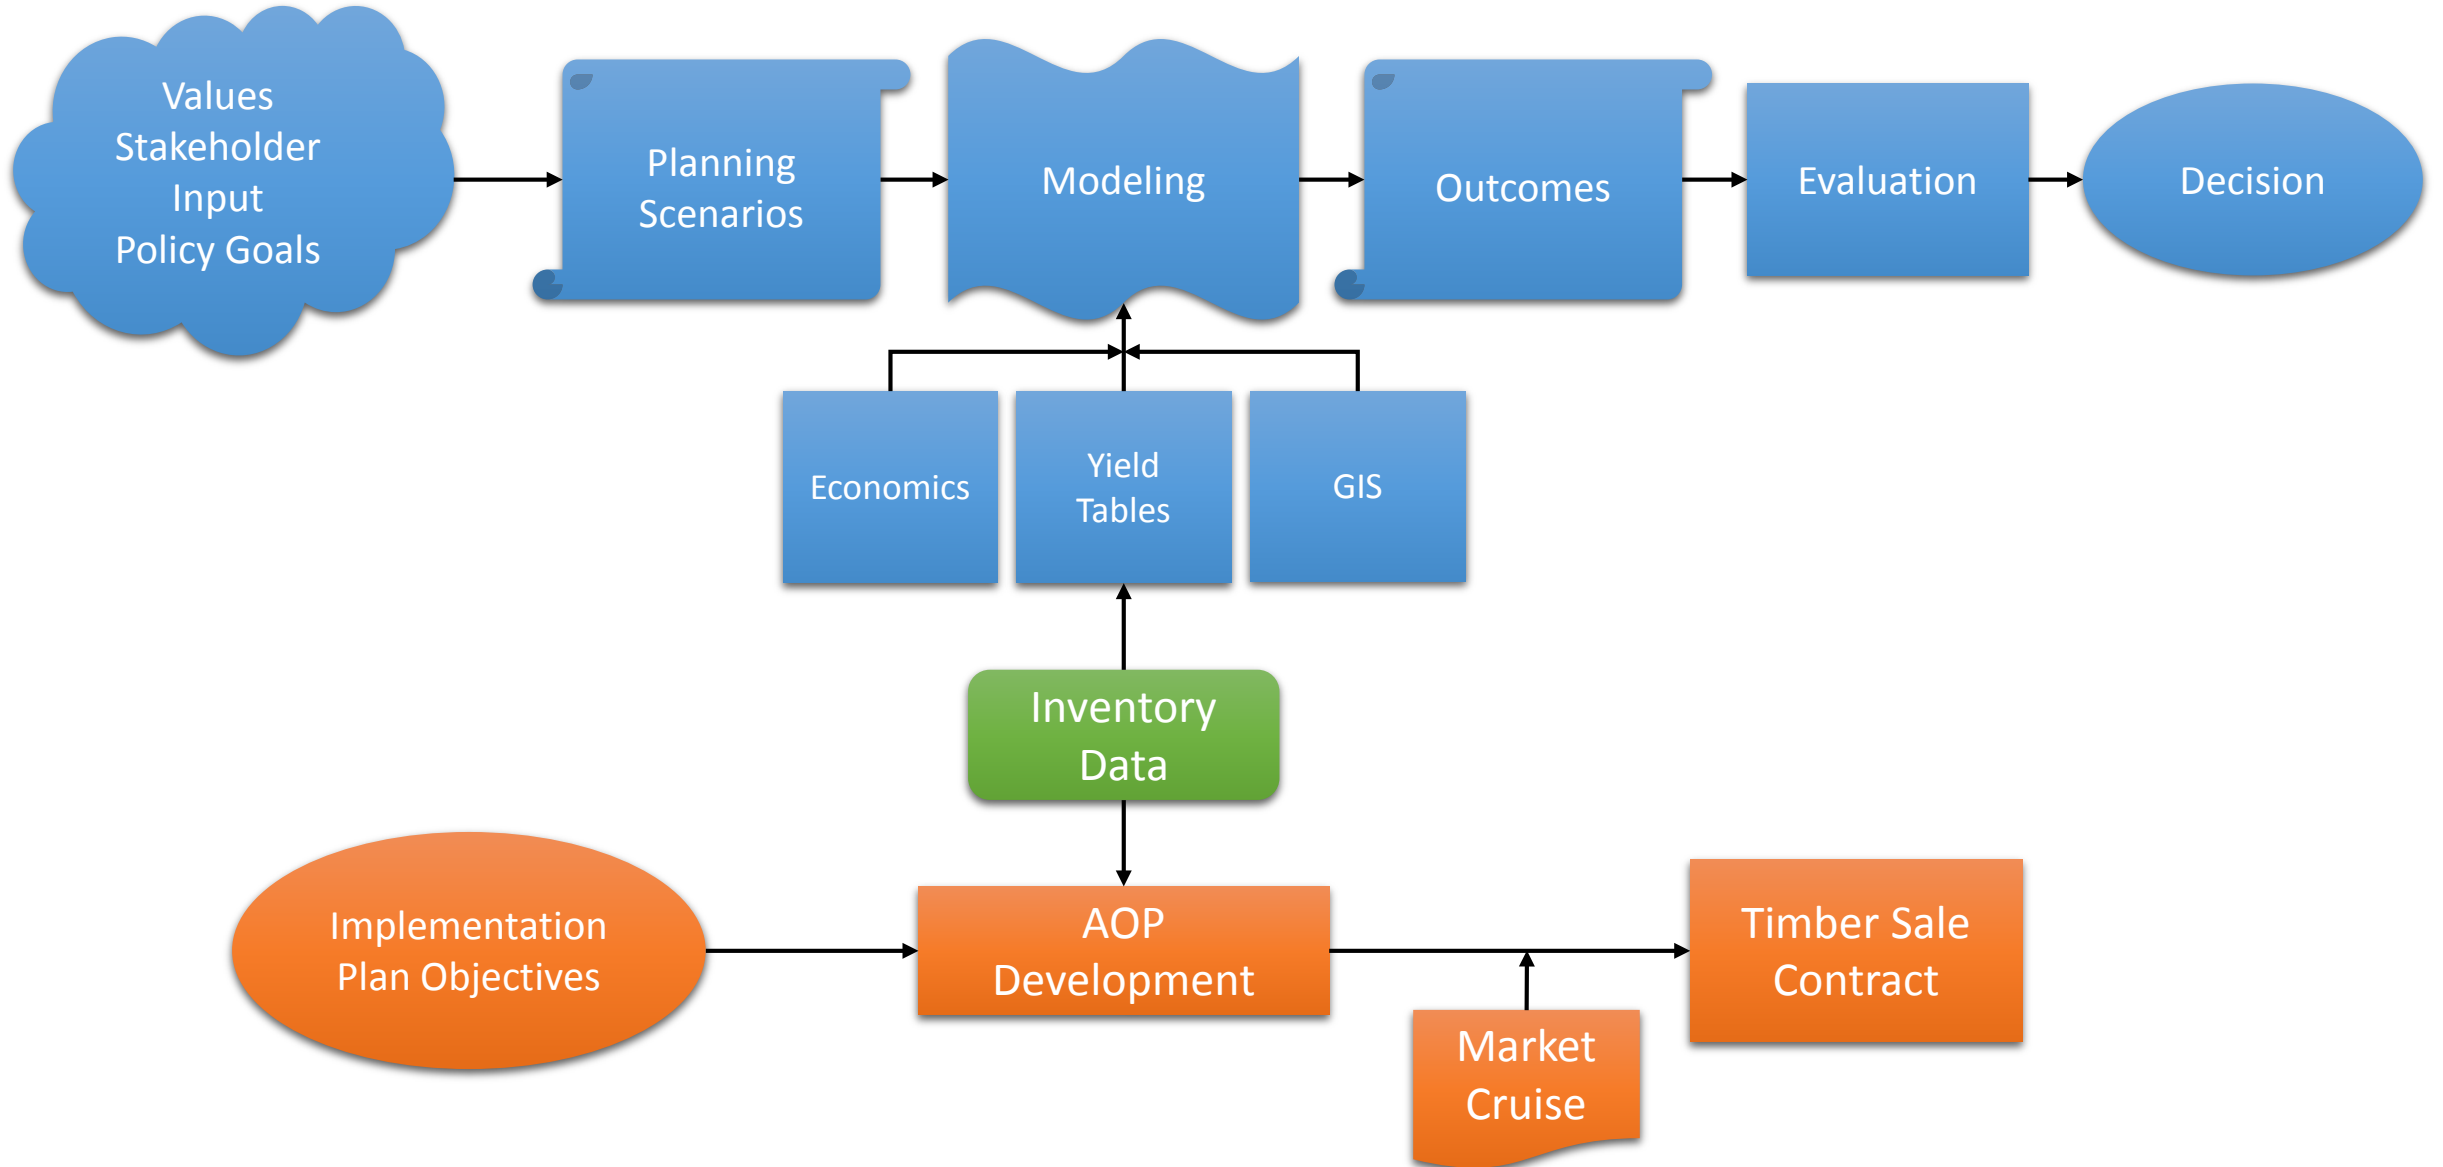 Values
Stakeholder
Input
Policy Goals
Planning
Scenarios
Modeling
Outcomes
Evaluation
Decision
Economics
Yield
Tables
GIS
Inventory
Data
Implementation
Plan Objectives
AOP
Development
Timber Sale
Contract
Market
Cruise